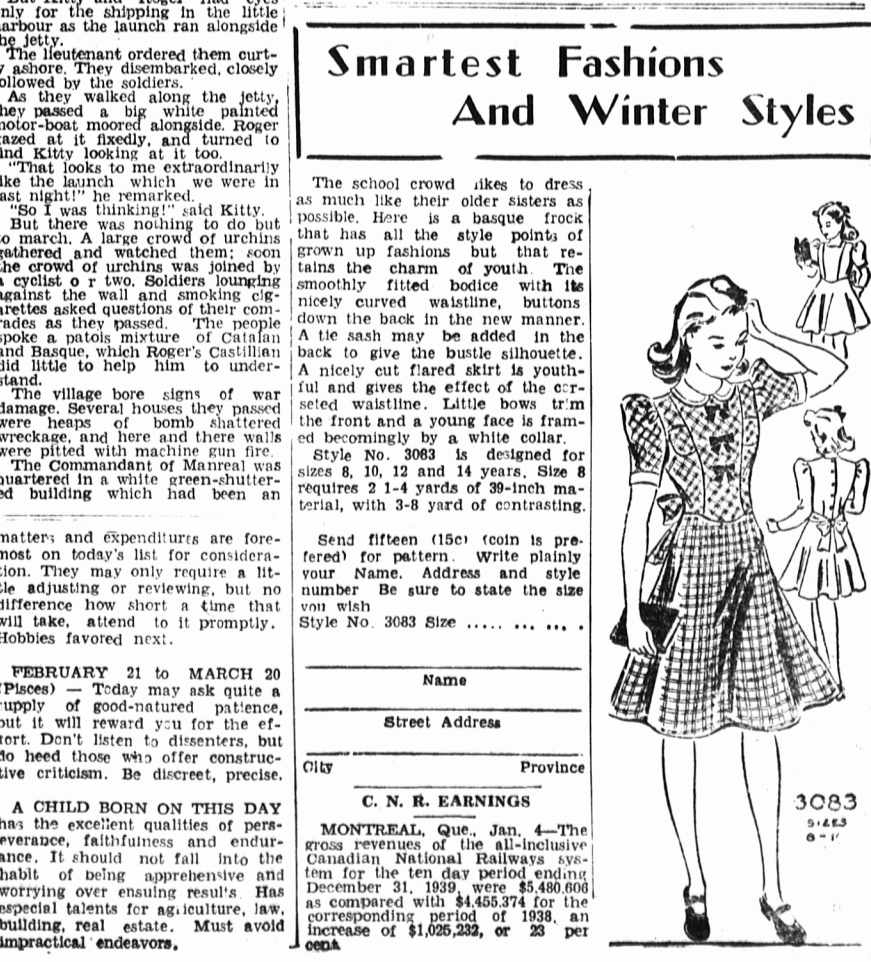 nly for the shipping in the little
arbour as the launch ran alongside
he jetty.
The lieutenant ordered them curt-
y ashore. They disembarked, closely
ollowed by the soldiers.
As they walked along the jetty,
hey passed a big white painted
notor-boat moored alongside. Roger
gazed at it fixedly, and turned to
ind Kitty looking at it too.
"That looks to me extraordinarily
ike the launch which we were in
ast night!" he remarked.
"So I was thinking!" said Kitty.
But there was nothing to do but
o march. A large crowd of urchins
gathered and watched them; soon
the crowd of urchins was joined by
a cyclist o r two. Soldiers lounging
against the wall and smoking cig-
arettes asked questions of their com-
rades as they passed. The people
spoke a patois mixture of Catalan
and Basque, which Roger's Castillian
did little to help him to under-
stand.
The village bore signs of war
damage. Several houses they passed
were heaps of bomb shattered
wreckage, and here and there walls
were pitted with machine gun fire.
The Commandant of Manreal was
quartered in a white green-shutter-
ed building which had been an
matters and expenditures are fore-
most on today's list for considera-
tion. They may only require a lit-
tle adjusting or reviewing, but no
difference how short a time that
will take, attend to it promptly.
Hobbies favored next.
FEBRUARY 21 to MARCH 20
(Pisces) — Today may ask quite a
supply of good-natured patience,
but it will reward you for the ef-
fort. Don't listen to dissenters, but
do heed those who offer construc-
tive criticism. Be discreet, precise.
A CHILD BORN ON THIS DAY
has the excellent qualities of pers-
everance, faithfulness and endur-
ance. It should not fall into the
habit of being apprehensive and
worrying over ensuing resul's. Has
especial talents for agriculture, law,
building, real estate. Must avoid
impractical endeavors.
Smartest Fashions
And Winter Styles
The school crowd likes to dress
as much like their older sisters as
possible. Here is a basque frock
that has all the style points of
grown up fashions but that re-
tains the charm of youth. The
smoothly fitted bodice with its
nicely curved waistline, buttons
down the back in the new manner.
A tie sash may be added in the
back to give the bustle silhouette.
A nicely cut flared skirt is youth-
ful and gives the effect of the cor-
seted waistline. Little bows trim
the front and a young face is fram-
ed becomingly by a white collar.
Style No. 3083 is designed for
sizes 8, 10, 12 and 14 years. Size 8
requires 2 1-4 yards of 39-inch ma-
terial, with 3-8 yard of contrasting.
Send fifteen (15c) (coin is pre-
fered) for pattern. Write plainly
your Name. Address and style
number Be sure to state the size
you wish
Style No. 3083 Size ..... .. ... .
Name
Street Address
City Province
C. N. R. EARNINGS
MONTREAL, Que., Jan. 4—The
gross revenues of the all-inclusive
Canadian National Railways sys-
tem for the ten day period ending
December 31, 1939, were $5,480,606
as compared with $4,455,374 for the
corresponding period of 1938, an
increase of $1,025,232, or 23 per
cent.
3083
SIZES